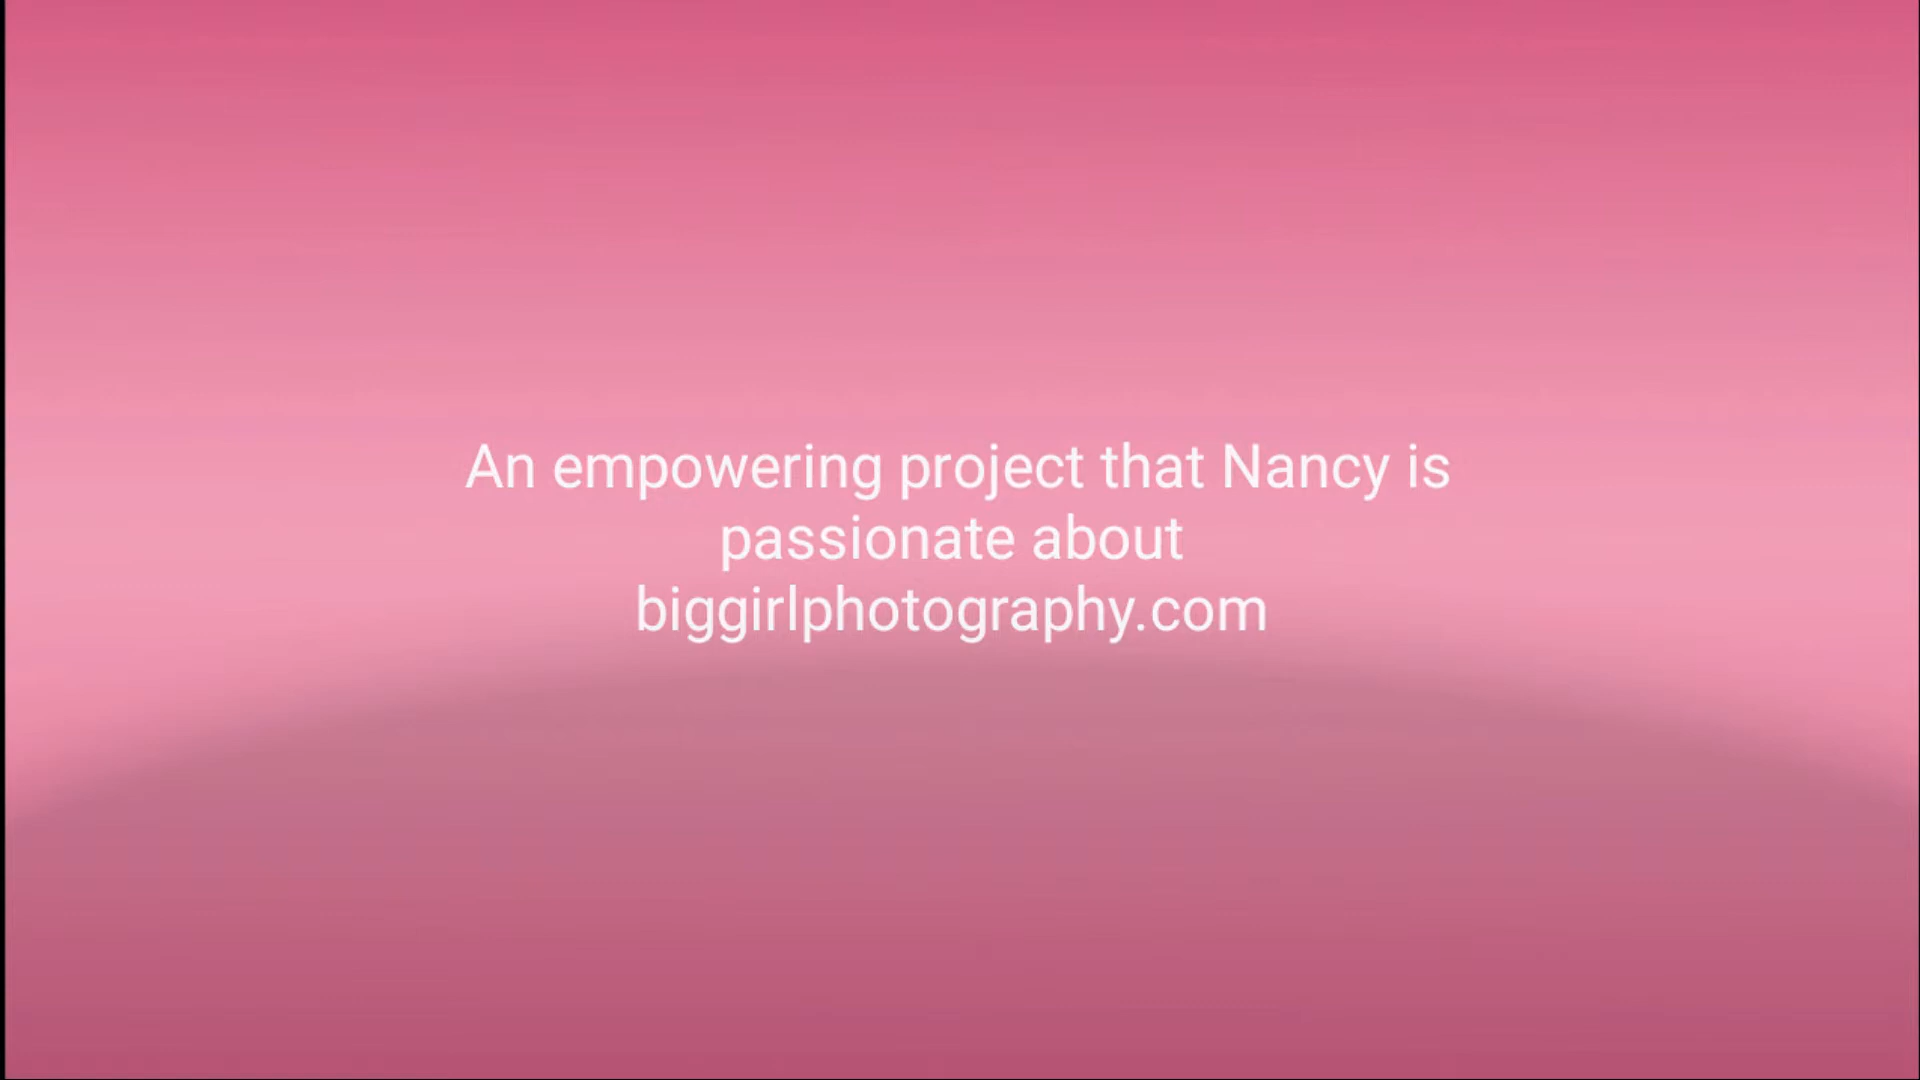 An empowering project that Nancy is
passionate about
biggirlphotography.com